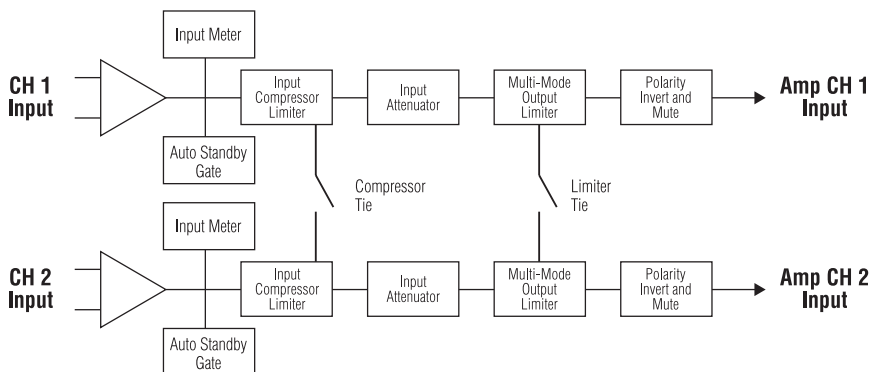 Input Meter
CH 1
Input
Input
Compressor
Limiter
Input
Attenuator
Multi-Mode
Output
Limiter
Polarity
Invert and
Mute
Amp CH 1
Input
Auto Standby
Gate
Compressor
Tie
Limiter
Tie
Input Meter
CH 2
Input
Input
Compressor
Limiter
Input
Attenuator
Multi-Mode
Output
Limiter
Polarity
Invert and
Mute
Amp CH 2
Input
Auto Standby
Gate